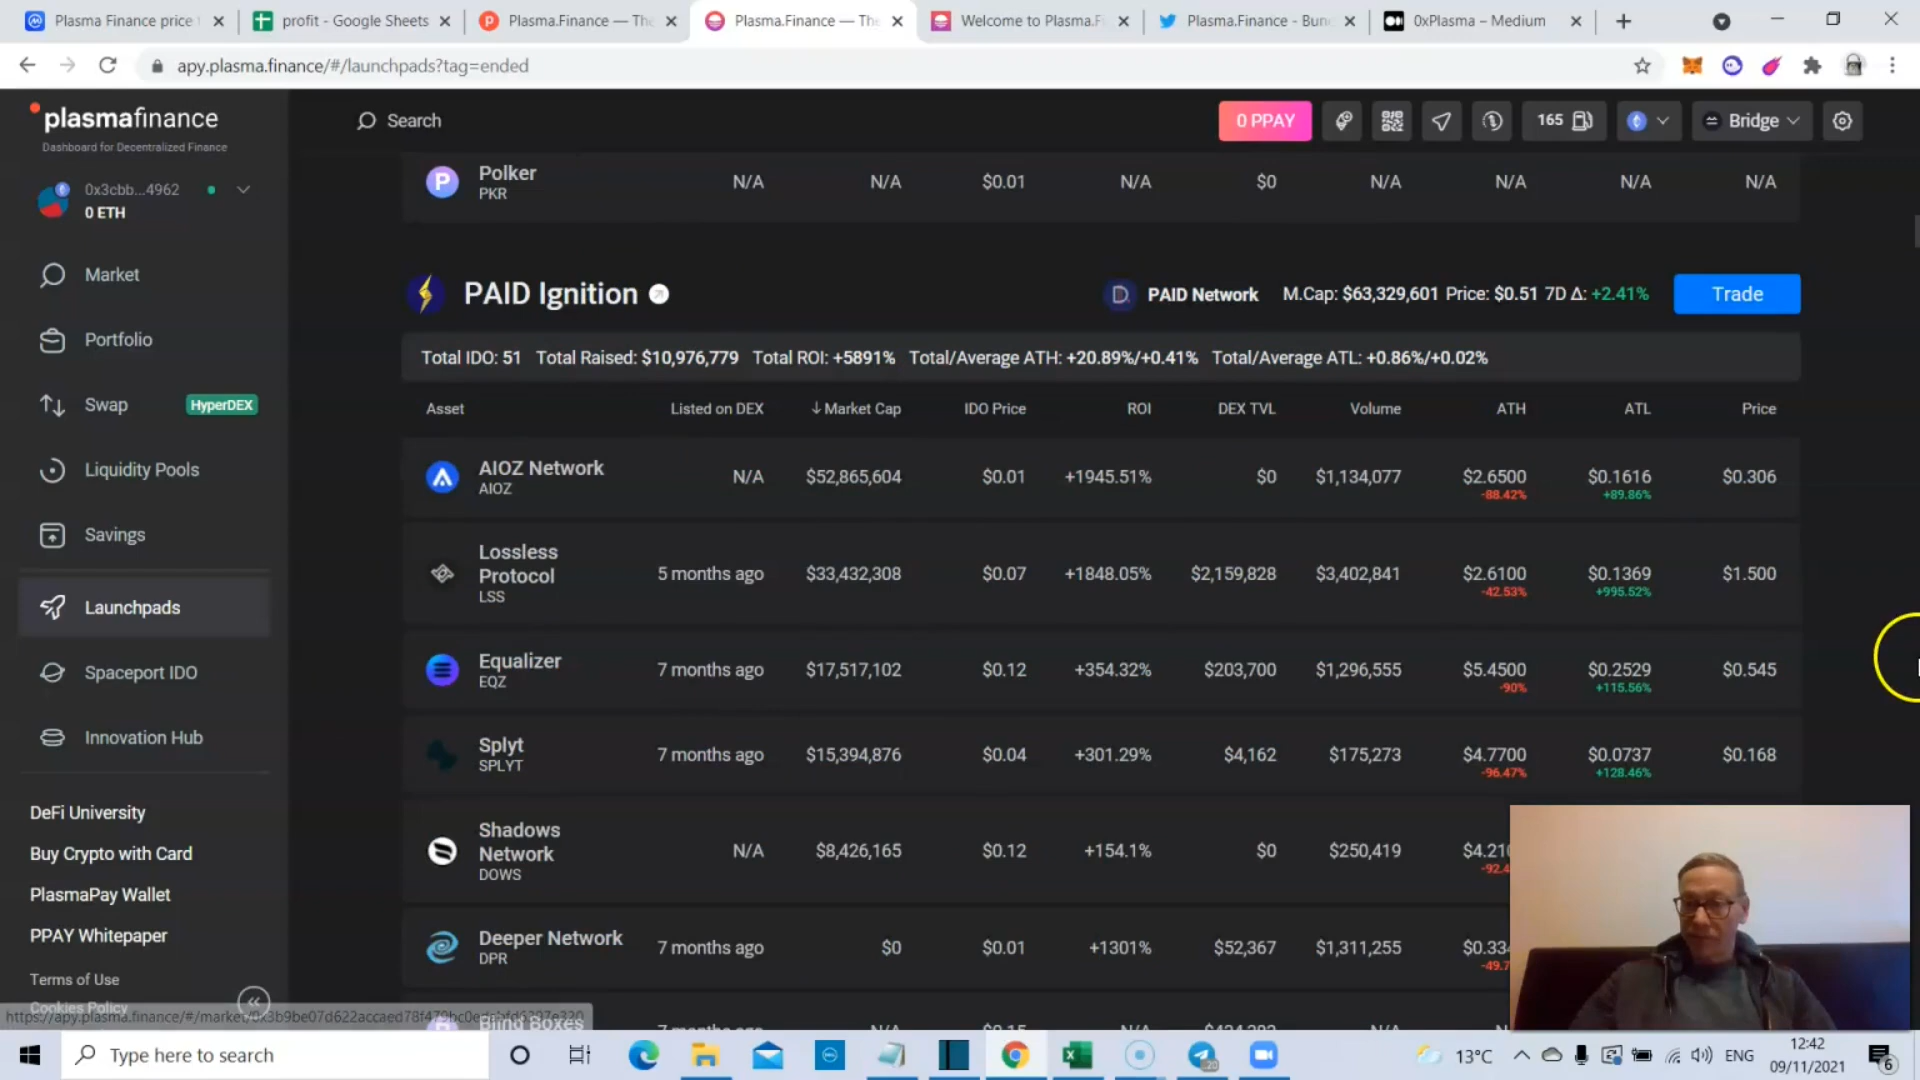 Plasma Finance price
profit - Google Sheets
Plasma.Finance — The
Plasma.Finance — The
Welcome to Plasma.F
Plasma.Finance - Bun
0xPlasma – Medium
apy.plasma.finance/#/launchpads?tag=ended
plasmafinance
Dashboard for Decentralized Finance
Search
0 PPAY
165
Bridge
0x3cbb...4962
0 ETH
Market
Portfolio
Swap HyperDEX
Liquidity Pools
Savings
Launchpads
Spaceport IDO
Innovation Hub
DeFi University
Buy Crypto with Card
PlasmaPay Wallet
PPAY Whitepaper
Terms of Use
Cookies Policy
Polker
PKR
N/A N/A $0.01 N/A $0 N/A N/A N/A N/A
PAID Ignition
PAID Network M.Cap: $63,329,601 Price: $0.51 7D Δ: +2.41% Trade
Total IDO: 51 Total Raised: $10,976,779 Total ROI: +5891% Total/Average ATH: +20.89%/+0.41% Total/Average ATL: +0.86%/+0.02%
Asset Listed on DEX ↓ Market Cap IDO Price ROI DEX TVL Volume ATH ATL Price
AIOZ Network
AIOZ
N/A $52,865,604 $0.01 +1945.51% $0 $1,134,077 $2.6500 $0.1616 $0.306
-88.42% +89.86%
Lossless
Protocol
LSS
5 months ago $33,432,308 $0.07 +1848.05% $2,159,828 $3,402,841 $2.6100 $0.1369 $1.500
-42.53% +995.52%
Equalizer
EQZ
7 months ago $17,517,102 $0.12 +354.32% $203,700 $1,296,555 $5.4500 $0.2529 $0.545
-90% +115.56%
Splyt
SPLYT
7 months ago $15,394,876 $0.04 +301.29% $4,162 $175,273 $4.7700 $0.0737 $0.168
-96.47% +128.46%
Shadows
Network
DOWS
N/A $8,426,165 $0.12 +154.1% $0 $250,419 $4.210
-92.4
Deeper Network
DPR
7 months ago $0 $0.01 +1301% $52,367 $1,311,255 $0.334
-49.7
Blind Boxes
Type here to search
13°C
ENG
12:42
09/11/2021
6